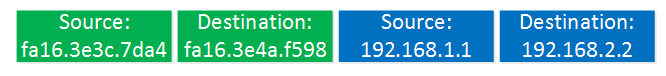 Source: Destination: Source: Destination:
fa16.3e3c.7da4 fa16.3e4a.f598 192.168.1.1 192.168.2.2